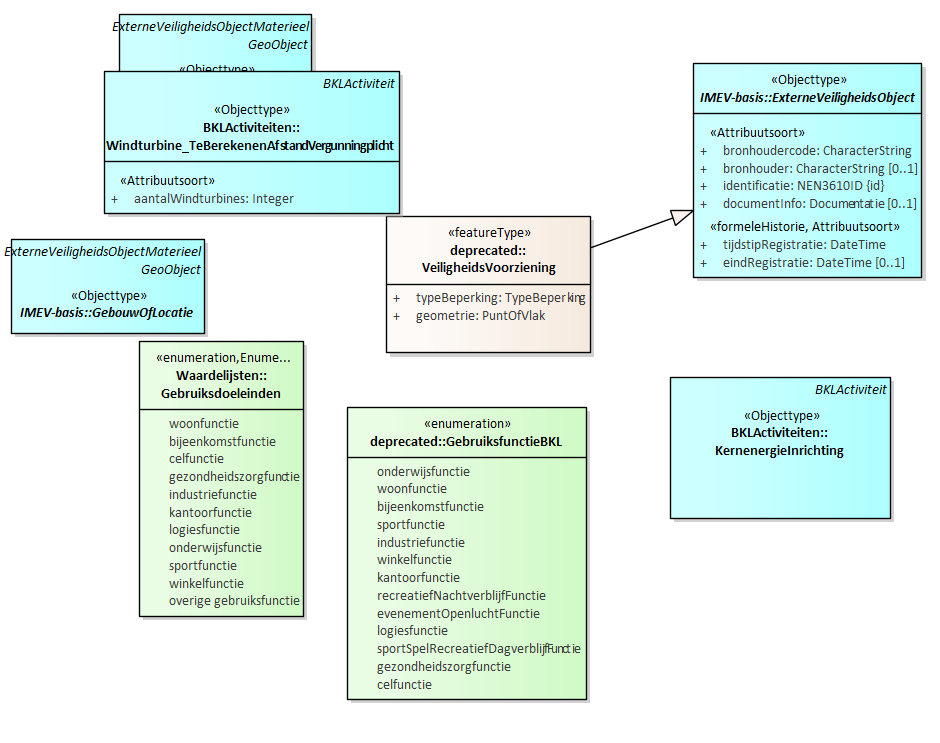 ExterneVeiligheidsObjectMaterieel
GeoObject
«Objecttype»
BKLActiviteit
«Objecttype»
BKLActiviteiten::
Windturbine_TeBerekenenAfstandVergunningplicht
«Attribuutsoort»
+ aantalWindturbines: Integer
«Objecttype»
IMEV-basis::ExterneVeiligheidsObject
«Attribuutsoort»
+ bronhoudercode: CharacterString
+ bronhouder: CharacterString [0..1]
+ identificatie: NEN3610ID {id}
+ documentInfo: Documentatie [0..1]
«formeleHistorie, Attribuutsoort»
+ tijdstipRegistratie: DateTime
+ eindRegistratie: DateTime [0..1]
«featureType»
deprecated::
VeiligheidsVoorziening
+ typeBeperking: TypeBeperking
+ geometrie: PuntOfVlak
ExterneVeiligheidsObjectMaterieel
GeoObject
«Objecttype»
IMEV-basis::GebouwOfLocatie
«enumeration,Enume...
Waardelijsten::
Gebruiksdoeleinden
woonfunctie
bijeenkomstfunctie
celfunctie
gezondheidszorgfunctie
industriefunctie
kantoorfunctie
logiesfunctie
onderwijsfunctie
sportfunctie
winkelfunctie
overige gebruiksfunctie
«enumeration»
deprecated::GebruiksfunctieBKL
onderwijsfunctie
woonfunctie
bijeenkomstfunctie
sportfunctie
industriefunctie
winkelfunctie
kantoorfunctie
recreatiefNachtverblijfFunctie
evenementOpenluchtFunctie
logiesfunctie
sportSpelRecreatiefDagverblijfFunctie
gezondheidszorgfunctie
celfunctie
BKLActiviteit
«Objecttype»
BKLActiviteiten::
KernenergieInrichting